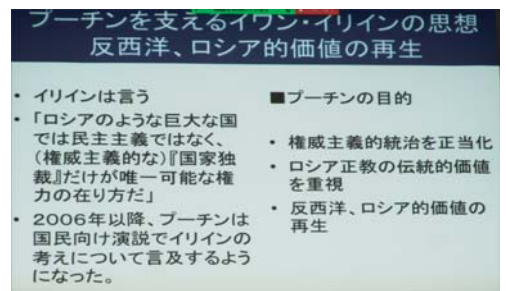 プーチンを支えるイワン・イリインの思想
反西洋、ロシア的価値の再生
• イリインは言う
• 「ロシアのような巨大な国
では民主主義ではなく、
(権威主義的な)『国家独
裁』だけが唯一可能な権
力の在り方だ」
• 2006年以降、プーチンは
国民向け演説でイリインの
考えについて言及するよう
になった。
■プーチンの目的
• 権威主義的統治を正当化
• ロシア正教の伝統的価値
を重視
• 反西洋、ロシア的価値の
再生